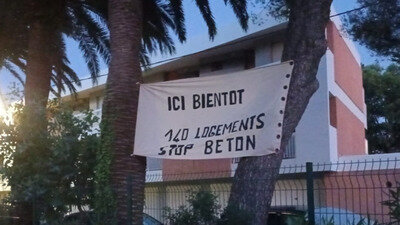 ICI BIENTOT
140 LOGEMENTS
STOP BETON